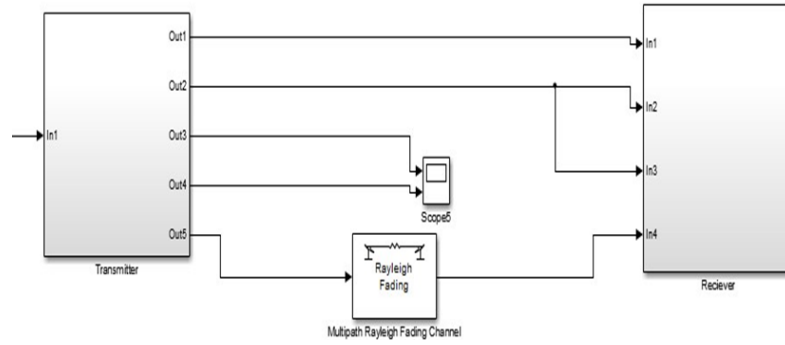 Out1
In1
Out2
In2
In1
Out3
In3
Out4
Scope5
Out5
In4
Transmitter
Rayleigh
Fading
Reciever
Multipath Rayleigh Fading Channel